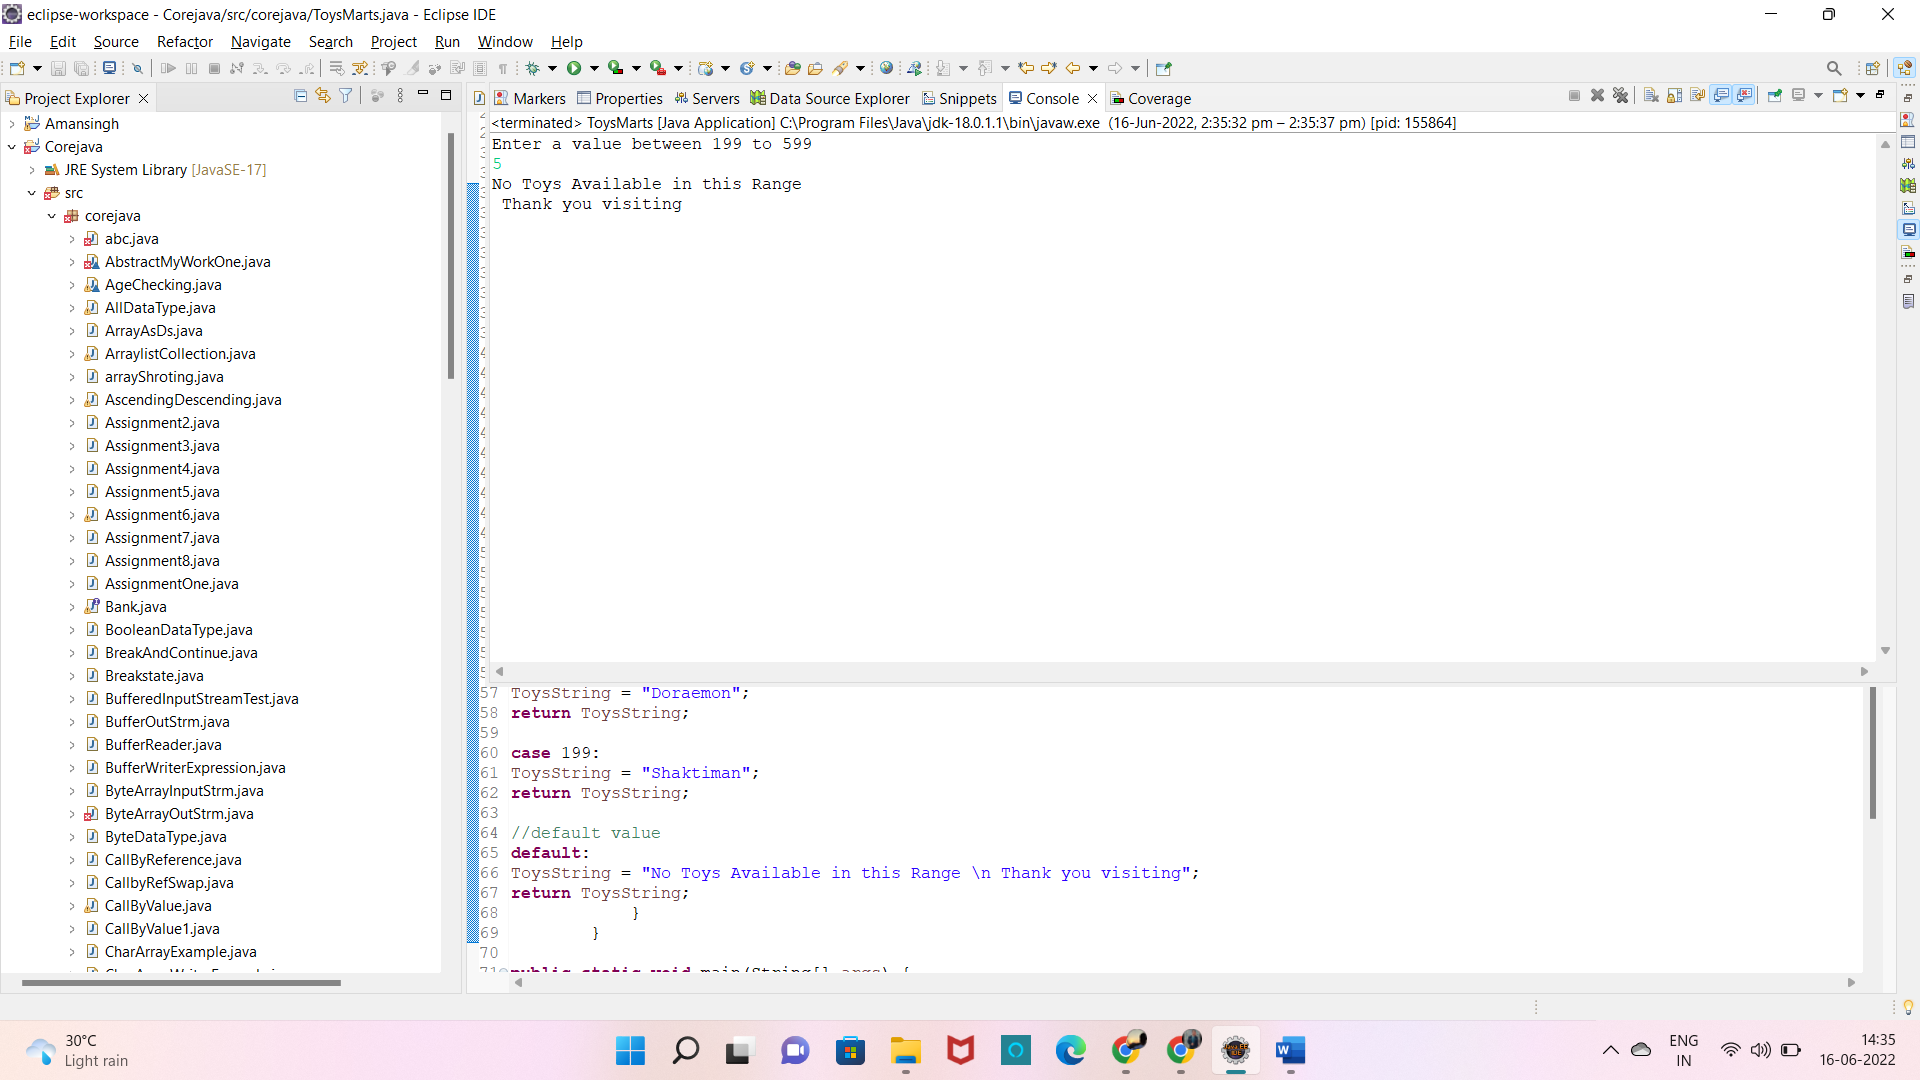 eclipse-workspace - Corejava/src/corejava/ToysMarts.java - Eclipse IDE
File Edit Source Refactor Navigate Search Project Run Window Help
Project Explorer
Markers Properties Servers Data Source Explorer Snippets Console Coverage
<terminated> ToysMarts [Java Application] C:\Program Files\Java\jdk-18.0.1.1\bin\javaw.exe (16-Jun-2022, 2:35:32 pm – 2:35:37 pm) [pid: 155864]
Enter a value between 199 to 599
5
No Toys Available in this Range
Thank you visiting
Amansingh
Corejava
JRE System Library [JavaSE-17]
src
corejava
abc.java
AbstractMyWorkOne.java
AgeChecking.java
AllDataType.java
ArrayAsDs.java
ArraylistCollection.java
arrayShroting.java
AscendingDescending.java
Assignment2.java
Assignment3.java
Assignment4.java
Assignment5.java
Assignment6.java
Assignment7.java
Assignment8.java
AssignmentOne.java
Bank.java
BooleanDataType.java
BreakAndContinue.java
Breakstate.java
BufferedInputStreamTest.java
BufferOutStrm.java
BufferReader.java
BufferWriterExpression.java
ByteArrayInputStrm.java
ByteArrayOutStrm.java
ByteDataType.java
CallByReference.java
CallbyRefSwap.java
CallByValue.java
CallByValue1.java
CharArrayExample.java
57 ToysString = "Doraemon";
58 return ToysString;
59
60 case 199:
61 ToysString = "Shaktiman";
62 return ToysString;
63
64 //default value
65 default:
66 ToysString = "No Toys Available in this Range \n Thank you visiting";
67 return ToysString;
68 }
69 }
70
71 public static void main(String[] args) {
30°C
Light rain
ENG
IN
14:35
16-06-2022